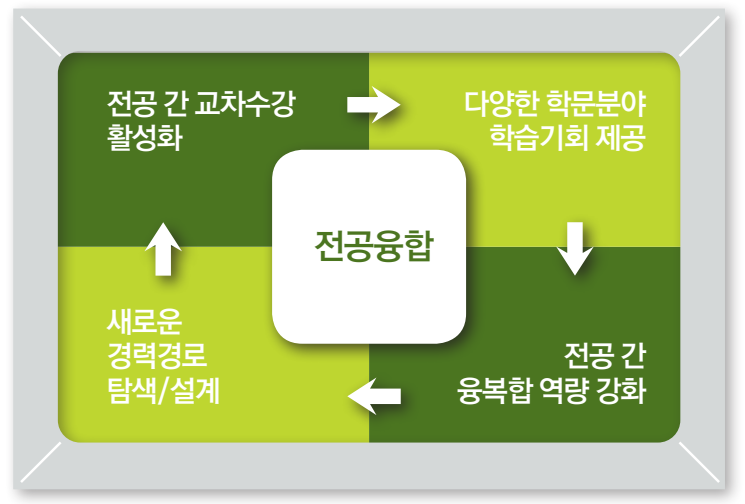 전공 간 교차수강
활성화
다양한 학문분야
학습기회 제공
전공융합
새로운
경력경로
탐색/설계
전공 간
융복합 역량 강화